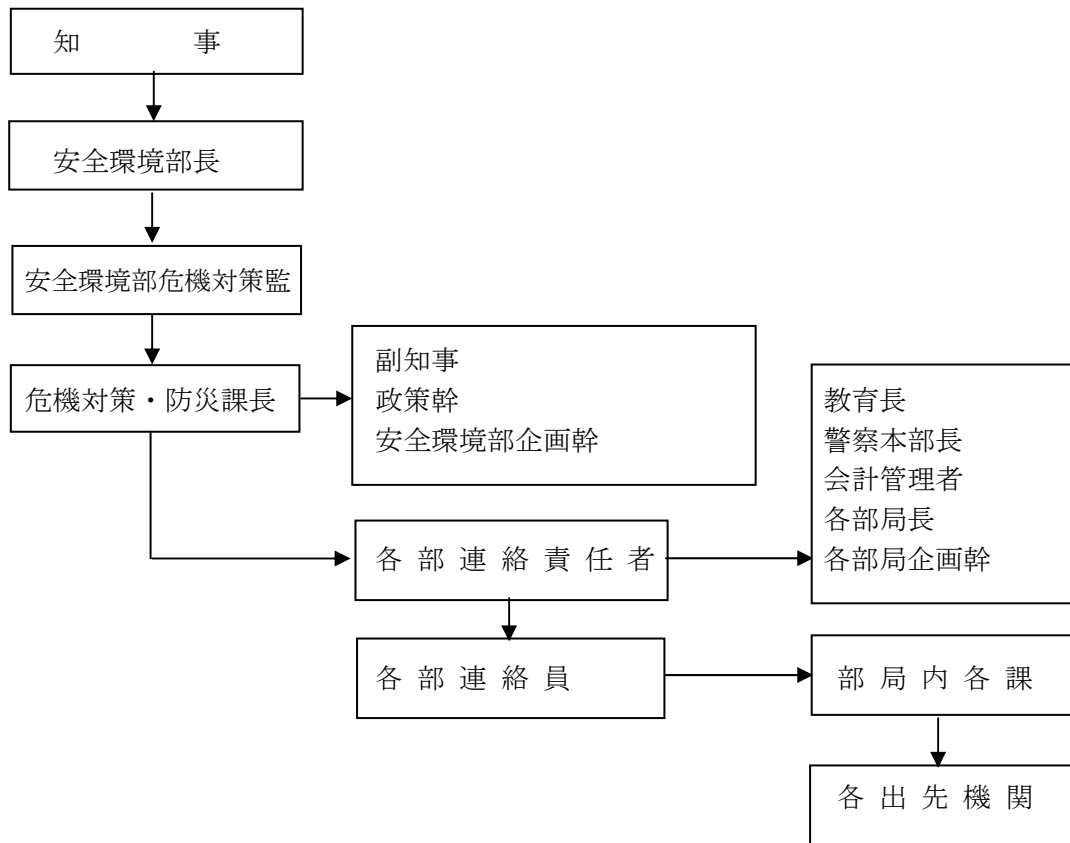 知事
安全環境部長
安全環境部危機対策監
危機対策・防災課長
副知事
政策幹
安全環境部企画幹
教育長
警察本部長
会計管理者
各部局長
各部局企画幹
各部連絡責任者
各部連絡員
部局内各課
各出先機関